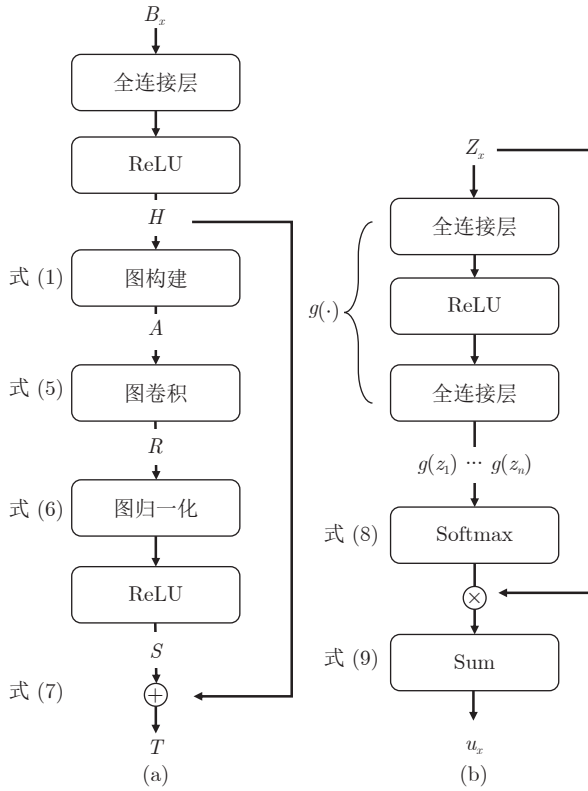 B_x
全连接层
ReLU
H
式 (1)
图构建
A
式 (5)
图卷积
R
式 (6)
图归一化
ReLU
S
式 (7)
+
T
(a)
Z_x
全连接层
g(·)
ReLU
全连接层
g(z_1) ··· g(z_n)
式 (8)
Softmax
×
式 (9)
Sum
u_x
(b)